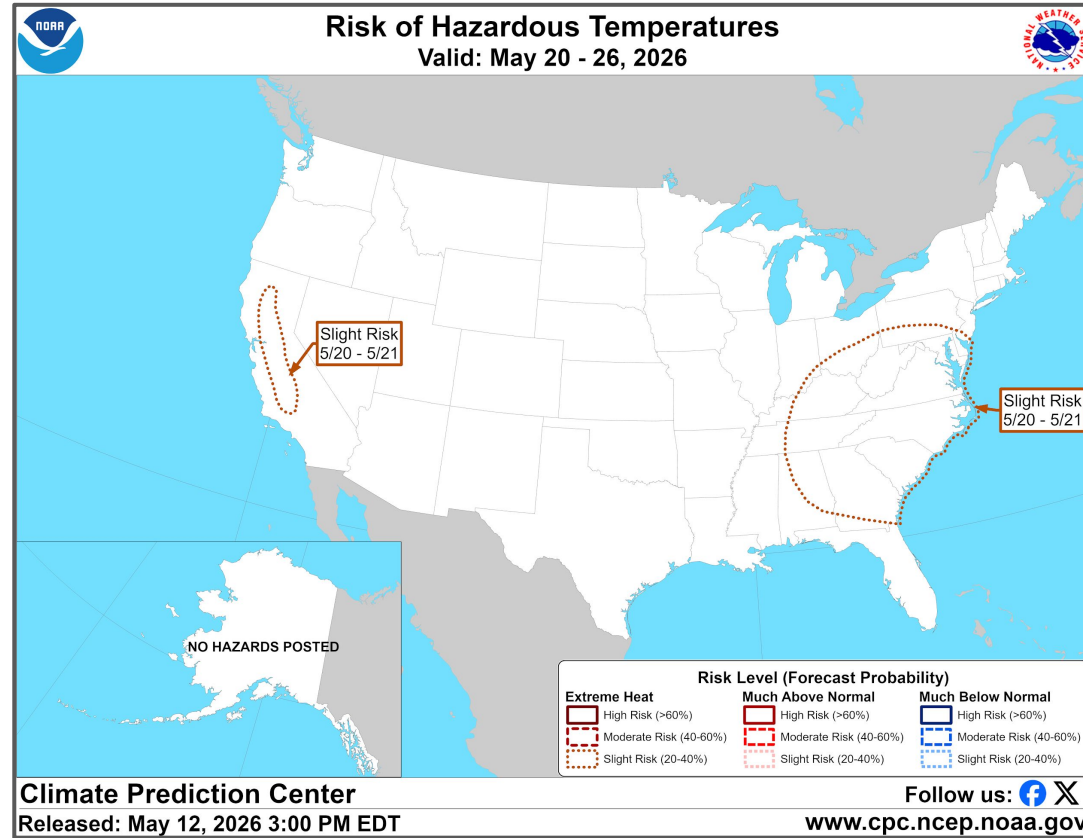 NOAA
Risk of Hazardous Temperatures
Valid: May 20 - 26, 2026
NATIONAL WEATHER SERVICE
Slight Risk
5/20 - 5/21
Slight Risk
5/20 - 5/21
NO HAZARDS POSTED
Risk Level (Forecast Probability)
Extreme Heat Much Above Normal Much Below Normal
High Risk (>60%) High Risk (>60%) High Risk (>60%)
Moderate Risk (40-60%) Moderate Risk (40-60%) Moderate Risk (40-60%)
Slight Risk (20-40%) Slight Risk (20-40%) Slight Risk (20-40%)
Climate Prediction Center Follow us:
Released: May 12, 2026 3:00 PM EDT www.cpc.ncep.noaa.gov